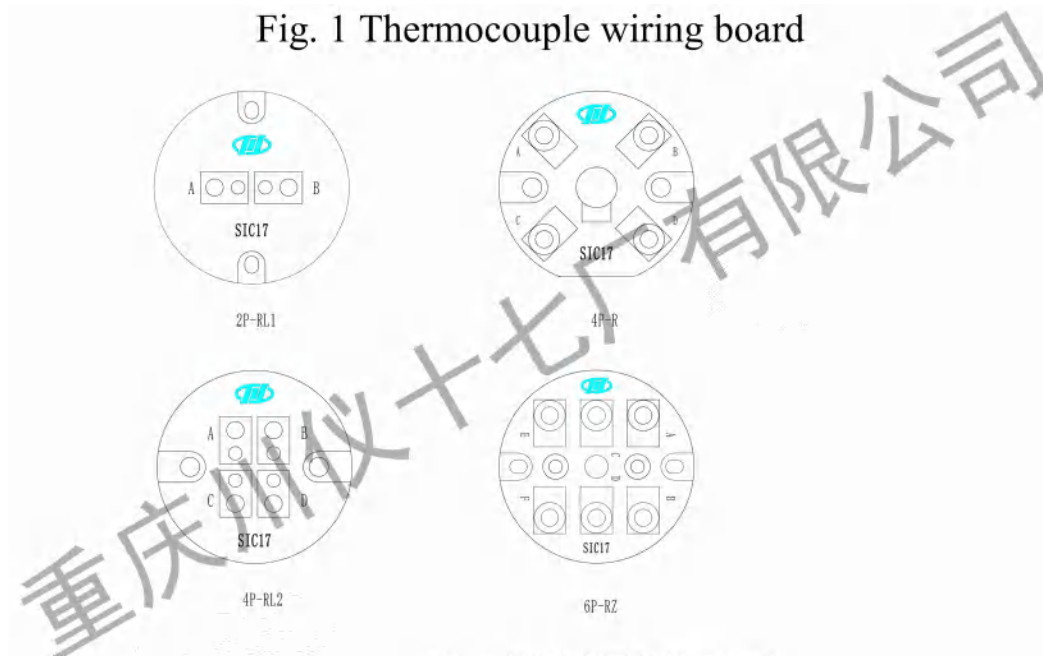 Fig. 1 Thermocouple wiring board
A B
SIC17
2P-RL1
A B
C D
SIC17
4P-R
A B
C D
SIC17
4P-RL2
E C A
F D B
SIC17
6P-RZ
重庆川仪十七厂有限公司